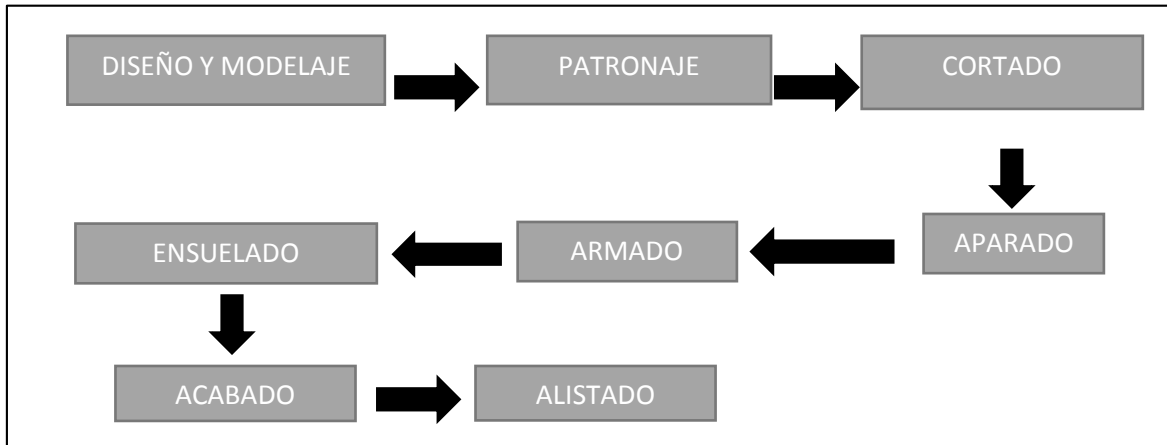 DISEÑO Y MODELAJE
PATRONAJE
CORTADO
APARADO
ARMADO
ENSUELADO
ACABADO
ALISTADO